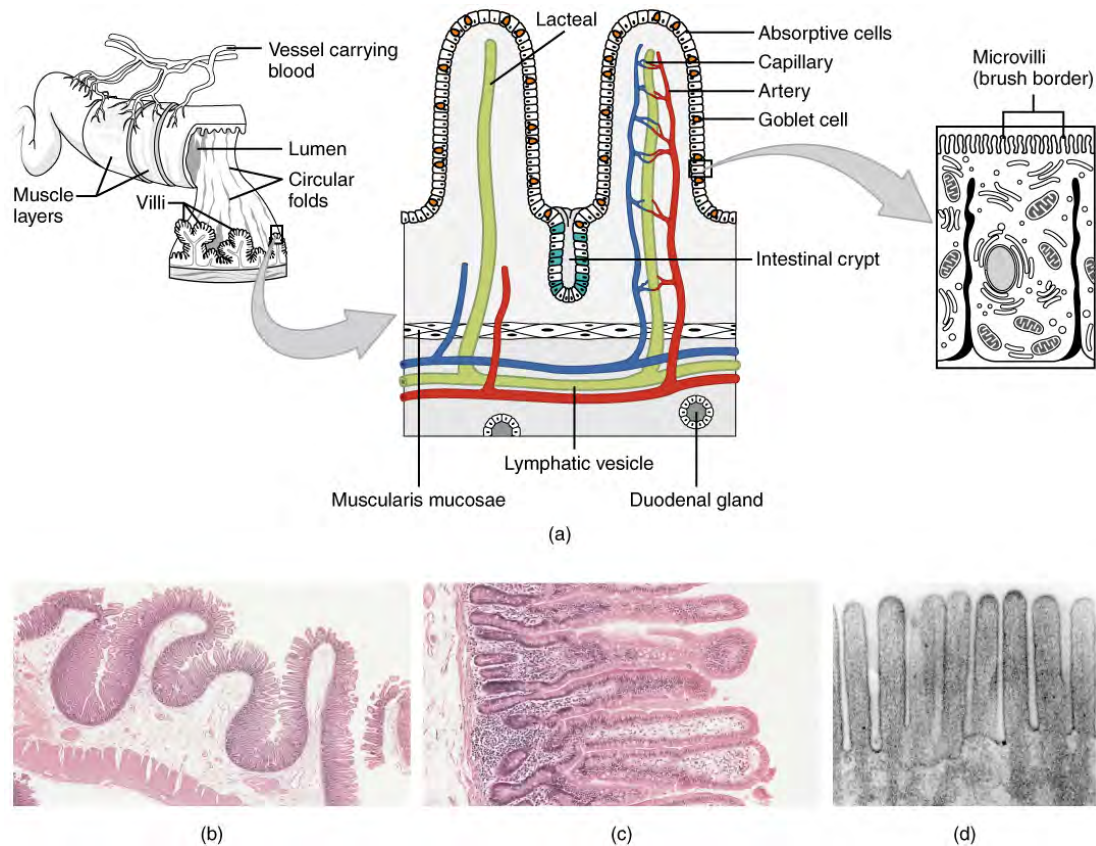 Vessel carrying
blood
Lumen
Circular
folds
Muscle
layers
Villi
Lacteal
Absorptive cells
Capillary
Artery
Goblet cell
Intestinal crypt
Lymphatic vesicle
Muscularis mucosae
Duodenal gland
Microvilli
(brush border)
(a)
(b)
(c)
(d)